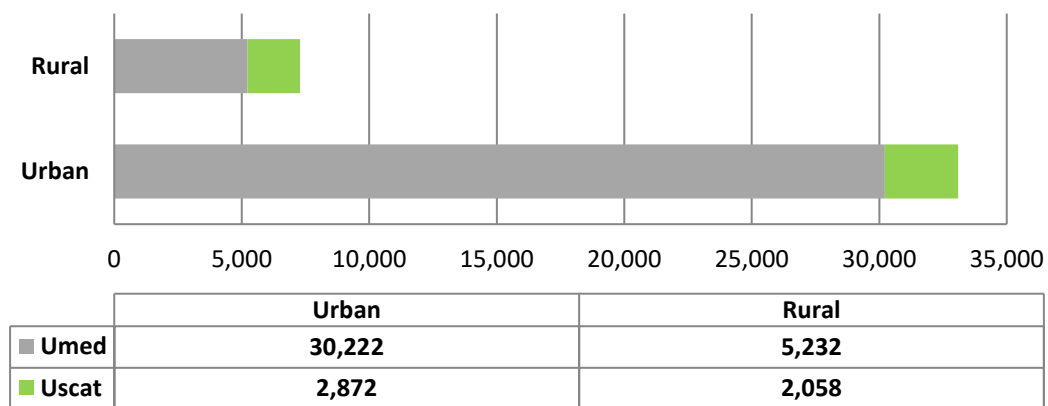 Rural
Urban
0 5,000 10,000 15,000 20,000 25,000 30,000 35,000
Urban Rural
Umed 30,222 5,232
Uscat 2,872 2,058